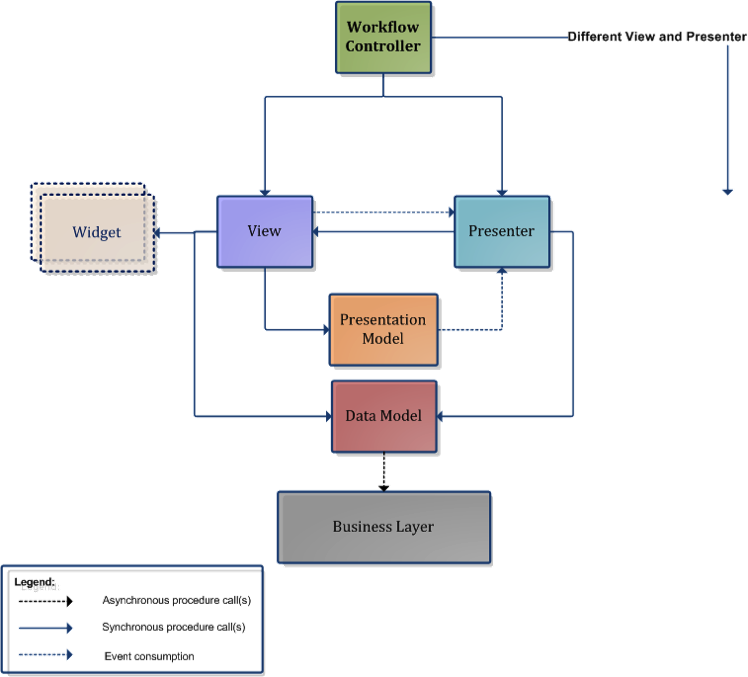 Workflow
Controller
Different View and Presenter
Widget
View
Presenter
Presentation
Model
Data Model
Business Layer
Legend:
Legend:
Asynchronous procedure call(s)
Synchronous procedure call(s)
Event consumption